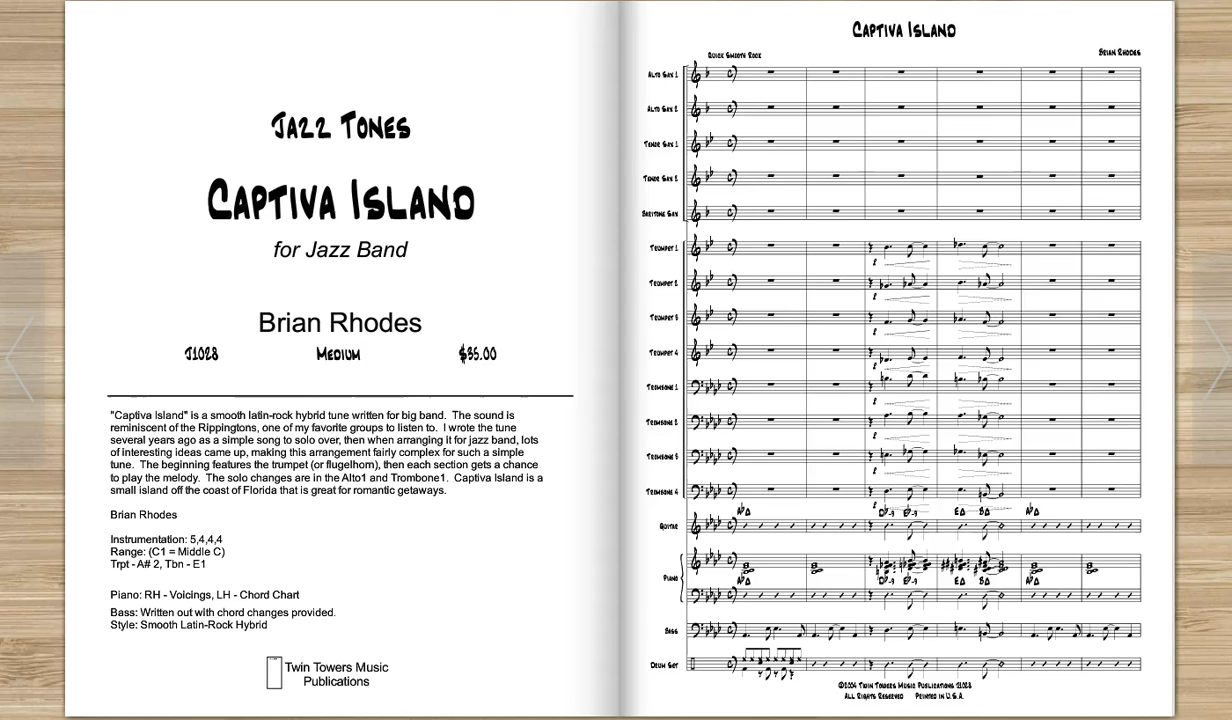 Jazz Tones
Captiva Island
for Jazz Band
Brian Rhodes
J1028 Medium $35.00
"Captiva Island" is a smooth latin-rock hybrid tune written for big band. The sound is
reminiscent of the Rippingtons, one of my favorite groups to listen to. I wrote the tune
several years ago as a simple song to solo over, then when arranging it for jazz band, lots
of interesting ideas came up, making this arrangement fairly complex for such a simple
tune. The beginning features the trumpet (or flugelhorn), then each section gets a chance
to play the melody. The solo changes are in the Alto1 and Trombone1. Captiva Island is a
small island off the coast of Florida that is great for romantic getaways.
Brian Rhodes
Instrumentation: 5,4,4,4
Range: (C1 = Middle C)
Trpt - A# 2, Tbn - E1
Piano: RH - Voicings, LH - Chord Chart
Bass: Written out with chord changes provided.
Style: Smooth Latin-Rock Hybrid
Twin Towers Music
Publications
Captiva Island
Quick Smooth Rock
Brian Rhodes
Alto Sax 1
Alto Sax 2
Tenor Sax 1
Tenor Sax 2
Baritone Sax
Trumpet 1
Trumpet 2
Trumpet 3
Trumpet 4
Trombone 1
Trombone 2
Trombone 3
Trombone 4
Guitar
Piano
Bass
Drum Set
©2004 Twin Towers Music Publications J1028
All Rights Reserved Printed in U.S.A.